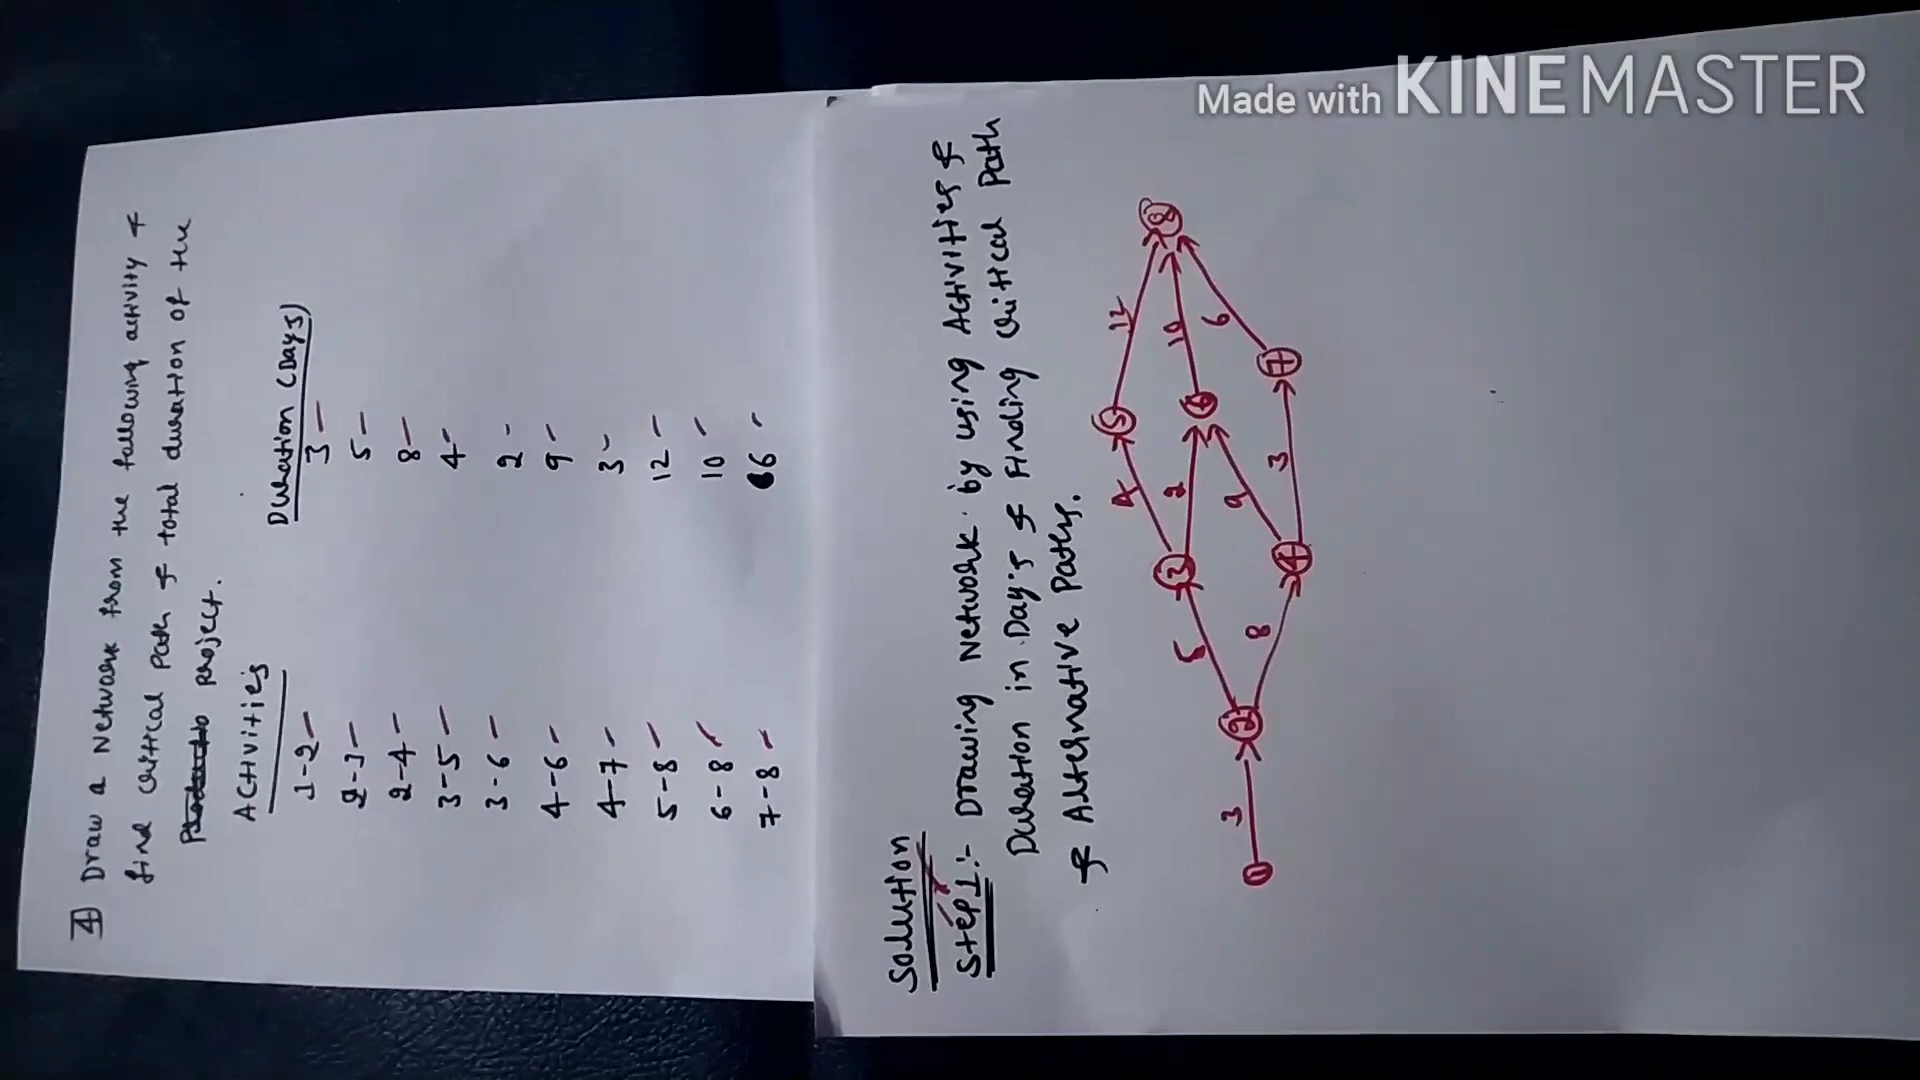 Made with KINEMASTER
4 Draw a Network from the following activity &
find critical path & total duration of the
project.
Activities Duration (Days)
1-2 - 3 -
2-3 - 5 -
2-4 - 8 -
3-5 - 4 -
3-6 - 2 -
4-6 - 9 -
4-7 - 3 -
5-8 - 12 -
6-8 - 10 -
7-8 - 6 -
Solution
Step 1:- Drawing Network by using Activities &
Duration in Day's & Finding Critical Path
& Alternative Paths.
1 3 2 5 3 4 5 12 8
2 6 10
8 4 9
3 7 6